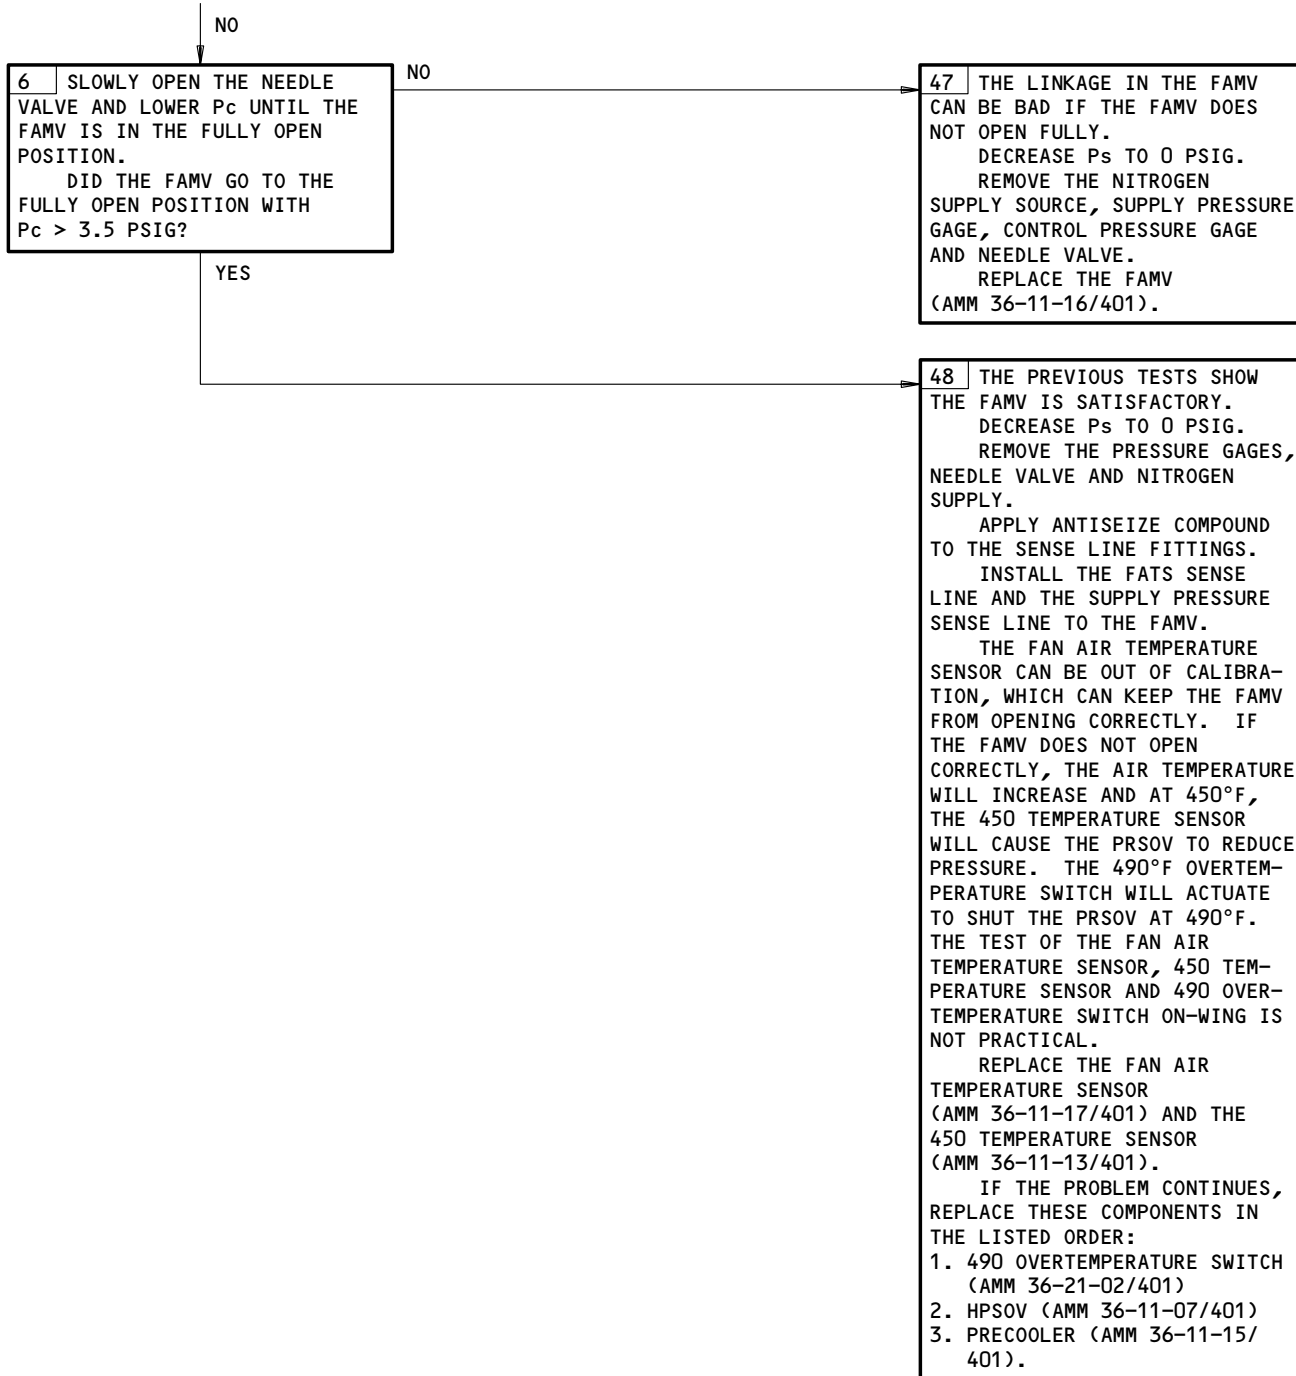 NO
6 SLOWLY OPEN THE NEEDLE
VALVE AND LOWER Pc UNTIL THE
FAMV IS IN THE FULLY OPEN
POSITION.
DID THE FAMV GO TO THE
FULLY OPEN POSITION WITH
Pc > 3.5 PSIG?
NO
YES
47 THE LINKAGE IN THE FAMV
CAN BE BAD IF THE FAMV DOES
NOT OPEN FULLY.
DECREASE Ps TO 0 PSIG.
REMOVE THE NITROGEN
SUPPLY SOURCE, SUPPLY PRESSURE
GAGE, CONTROL PRESSURE GAGE
AND NEEDLE VALVE.
REPLACE THE FAMV
(AMM 36-11-16/401).
48 THE PREVIOUS TESTS SHOW
THE FAMV IS SATISFACTORY.
DECREASE Ps TO 0 PSIG.
REMOVE THE PRESSURE GAGES,
NEEDLE VALVE AND NITROGEN
SUPPLY.
APPLY ANTISEIZE COMPOUND
TO THE SENSE LINE FITTINGS.
INSTALL THE FATS SENSE
LINE AND THE SUPPLY PRESSURE
SENSE LINE TO THE FAMV.
THE FAN AIR TEMPERATURE
SENSOR CAN BE OUT OF CALIBRA-
TION, WHICH CAN KEEP THE FAMV
FROM OPENING CORRECTLY. IF
THE FAMV DOES NOT OPEN
CORRECTLY, THE AIR TEMPERATURE
WILL INCREASE AND AT 450°F,
THE 450 TEMPERATURE SENSOR
WILL CAUSE THE PRSOV TO REDUCE
PRESSURE. THE 490°F OVERTEM-
PERATURE SWITCH WILL ACTUATE
TO SHUT THE PRSOV AT 490°F.
THE TEST OF THE FAN AIR
TEMPERATURE SENSOR, 450 TEM-
PERATURE SENSOR AND 490 OVER-
TEMPERATURE SWITCH ON-WING IS
NOT PRACTICAL.
REPLACE THE FAN AIR
TEMPERATURE SENSOR
(AMM 36-11-17/401) AND THE
450 TEMPERATURE SENSOR
(AMM 36-11-13/401).
IF THE PROBLEM CONTINUES,
REPLACE THESE COMPONENTS IN
THE LISTED ORDER:
1. 490 OVERTEMPERATURE SWITCH
(AMM 36-21-02/401)
2. HPSOV (AMM 36-11-07/401)
3. PRECOOLER (AMM 36-11-15/
401).